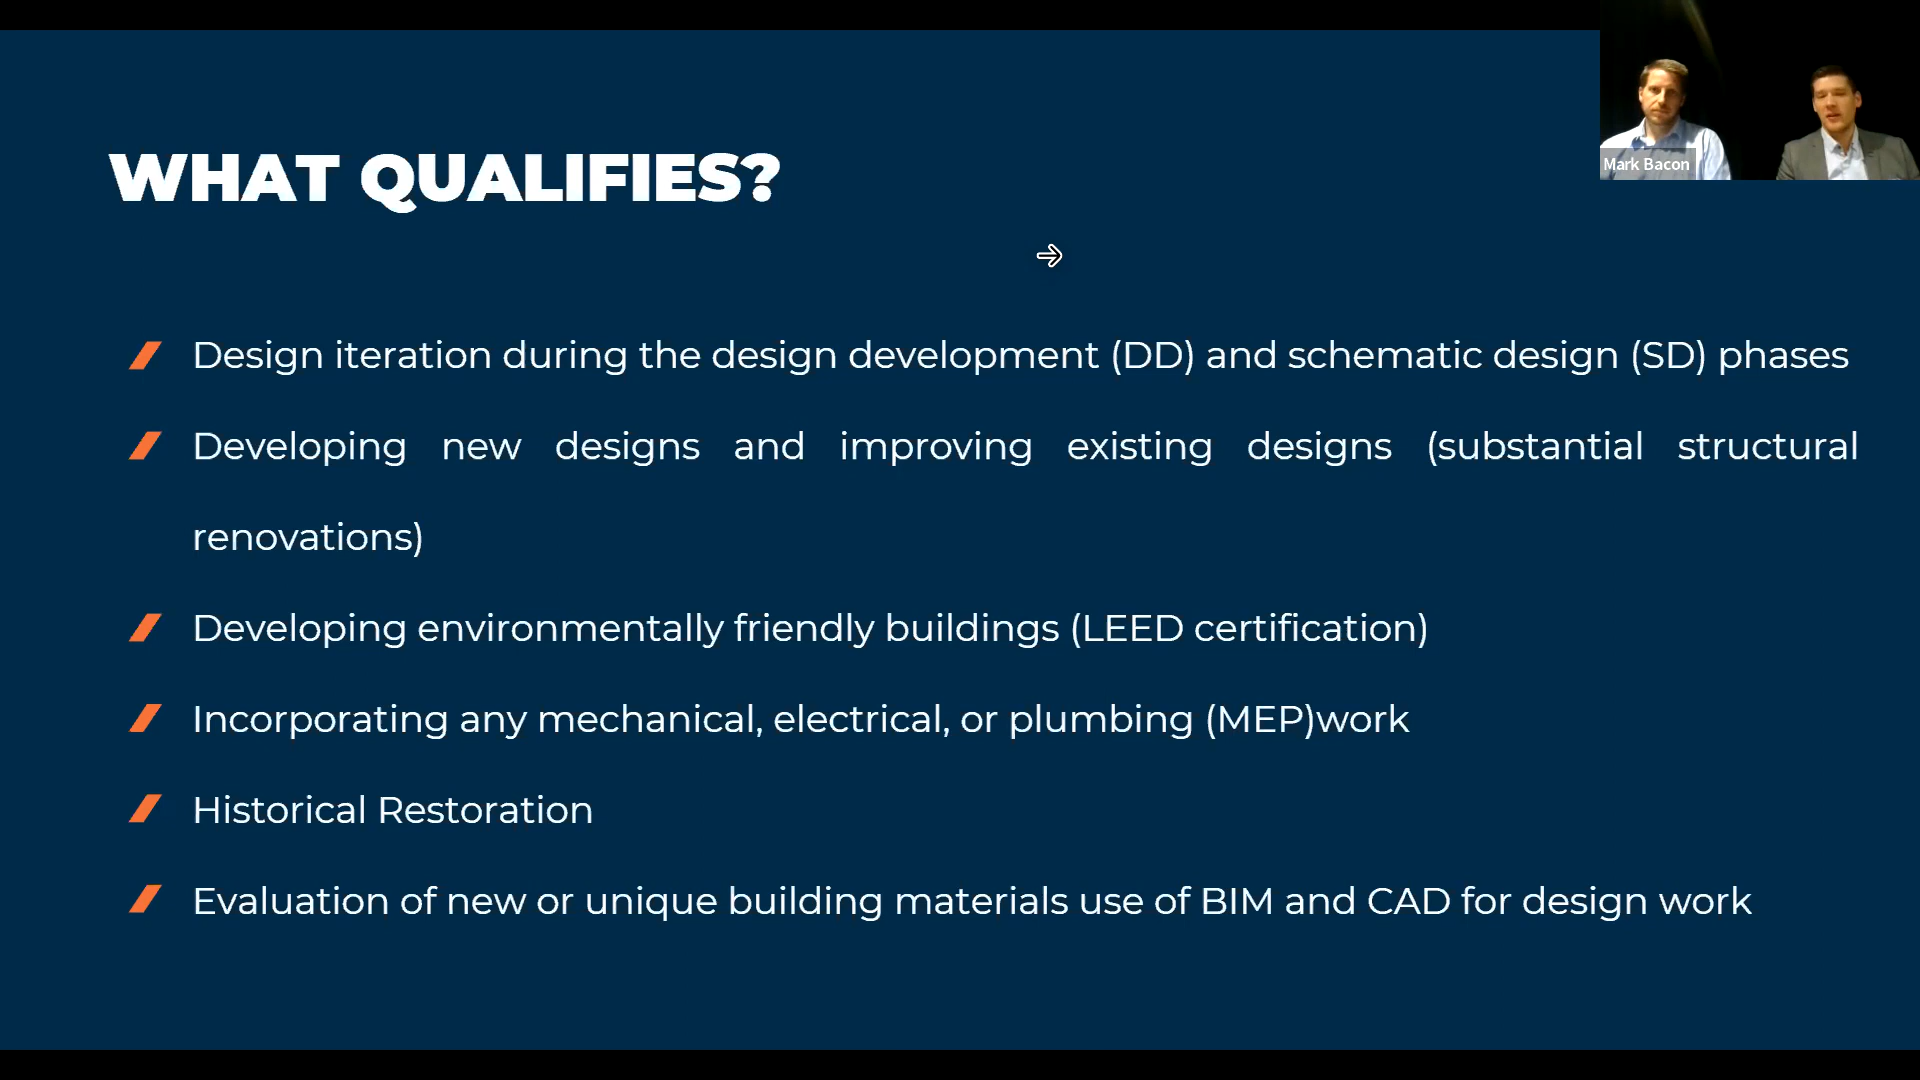 Mark Bacon
WHAT QUALIFIES?
Design iteration during the design development (DD) and schematic design (SD) phases
Developing new designs and improving existing designs (substantial structural
renovations)
Developing environmentally friendly buildings (LEED certification)
Incorporating any mechanical, electrical, or plumbing (MEP)work
Historical Restoration
Evaluation of new or unique building materials use of BIM and CAD for design work